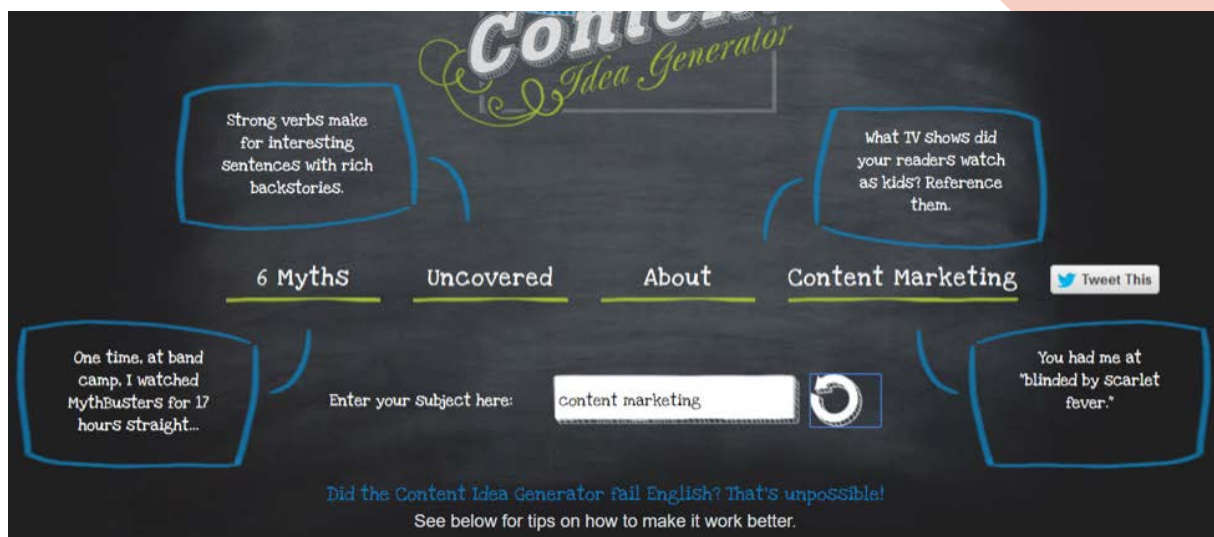 Content
Idea Generator
Strong verbs make
for interesting
sentences with rich
backstories.
What TV shows did
your readers watch
as kids? Reference
them.
6 Myths Uncovered About Content Marketing Tweet This
One time, at band
camp, I watched
MythBusters for 17
hours straight...
Enter your subject here: content marketing
You had me at
"blinded by scarlet
fever."
Did the Content Idea Generator fail English? That's unpossible!
See below for tips on how to make it work better.